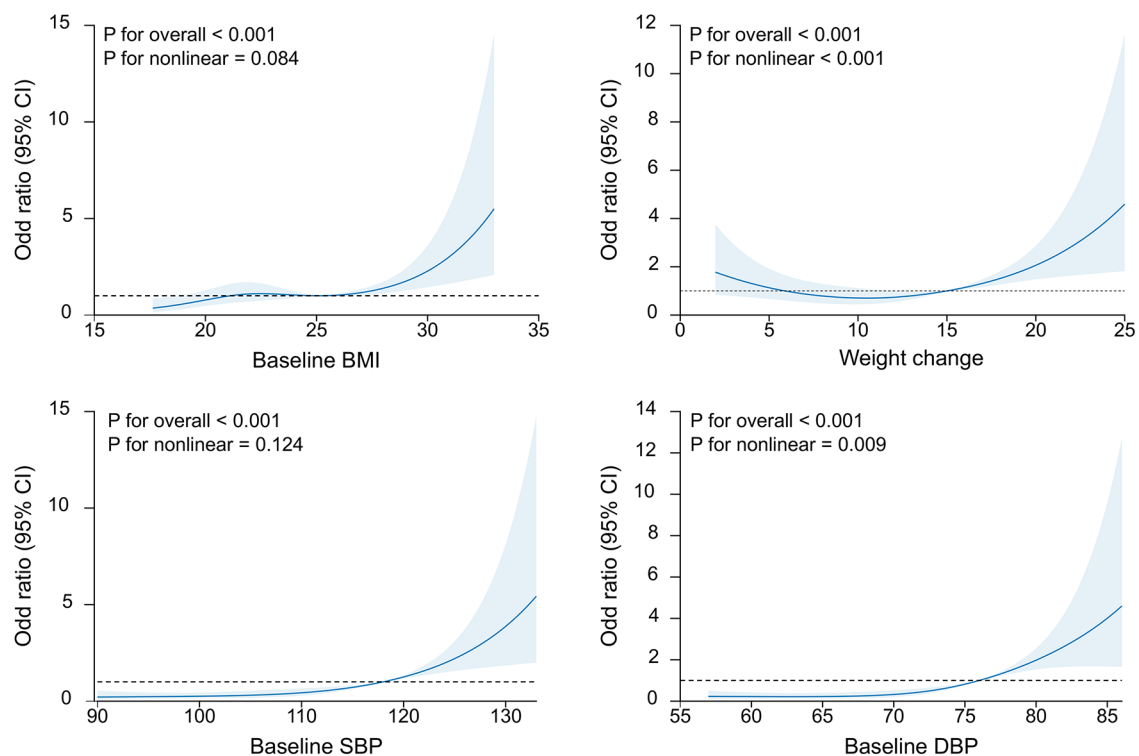 15
P for overall < 0.001
P for nonlinear = 0.084
10
5
0
Odd ratio (95% CI)
15 20 25 30 35
Baseline BMI
12
P for overall < 0.001
P for nonlinear < 0.001
10
8
6
4
2
0
Odd ratio (95% CI)
0 5 10 15 20 25
Weight change
15
P for overall < 0.001
P for nonlinear = 0.124
10
5
0
Odd ratio (95% CI)
90 100 110 120 130
Baseline SBP
14
P for overall < 0.001
P for nonlinear = 0.009
12
10
8
6
4
2
0
Odd ratio (95% CI)
55 60 65 70 75 80 85
Baseline DBP